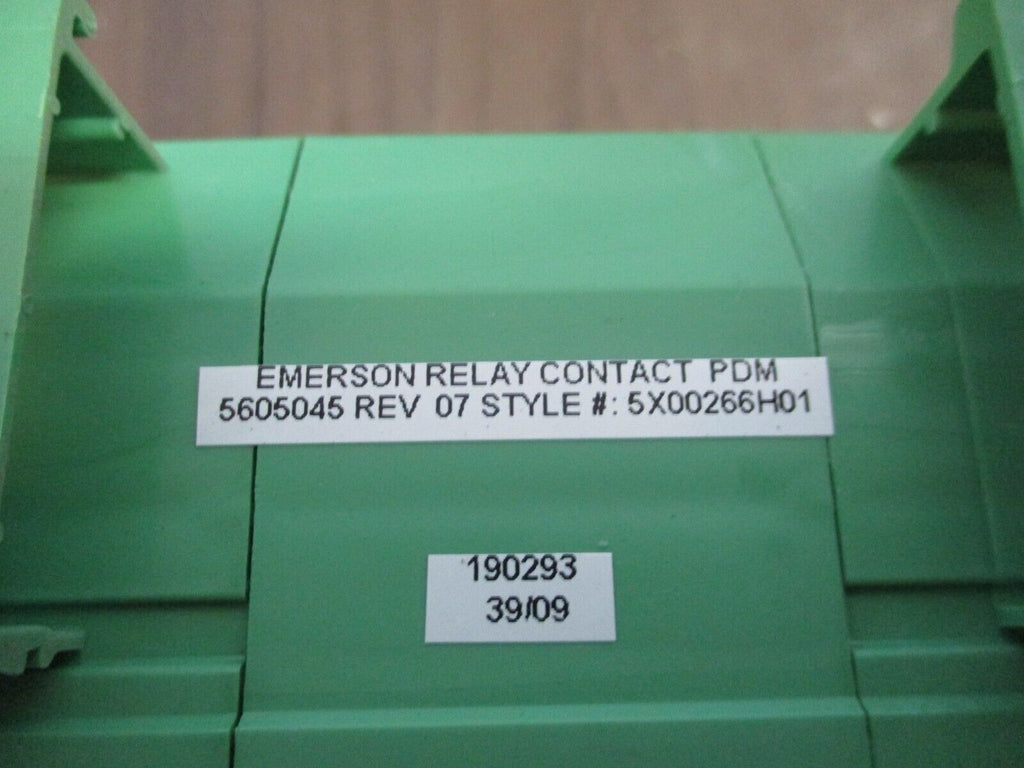 EMERSON RELAY CONTACT PDM
5605045 REV 07 STYLE #: 5X00266H01
190293
39/09